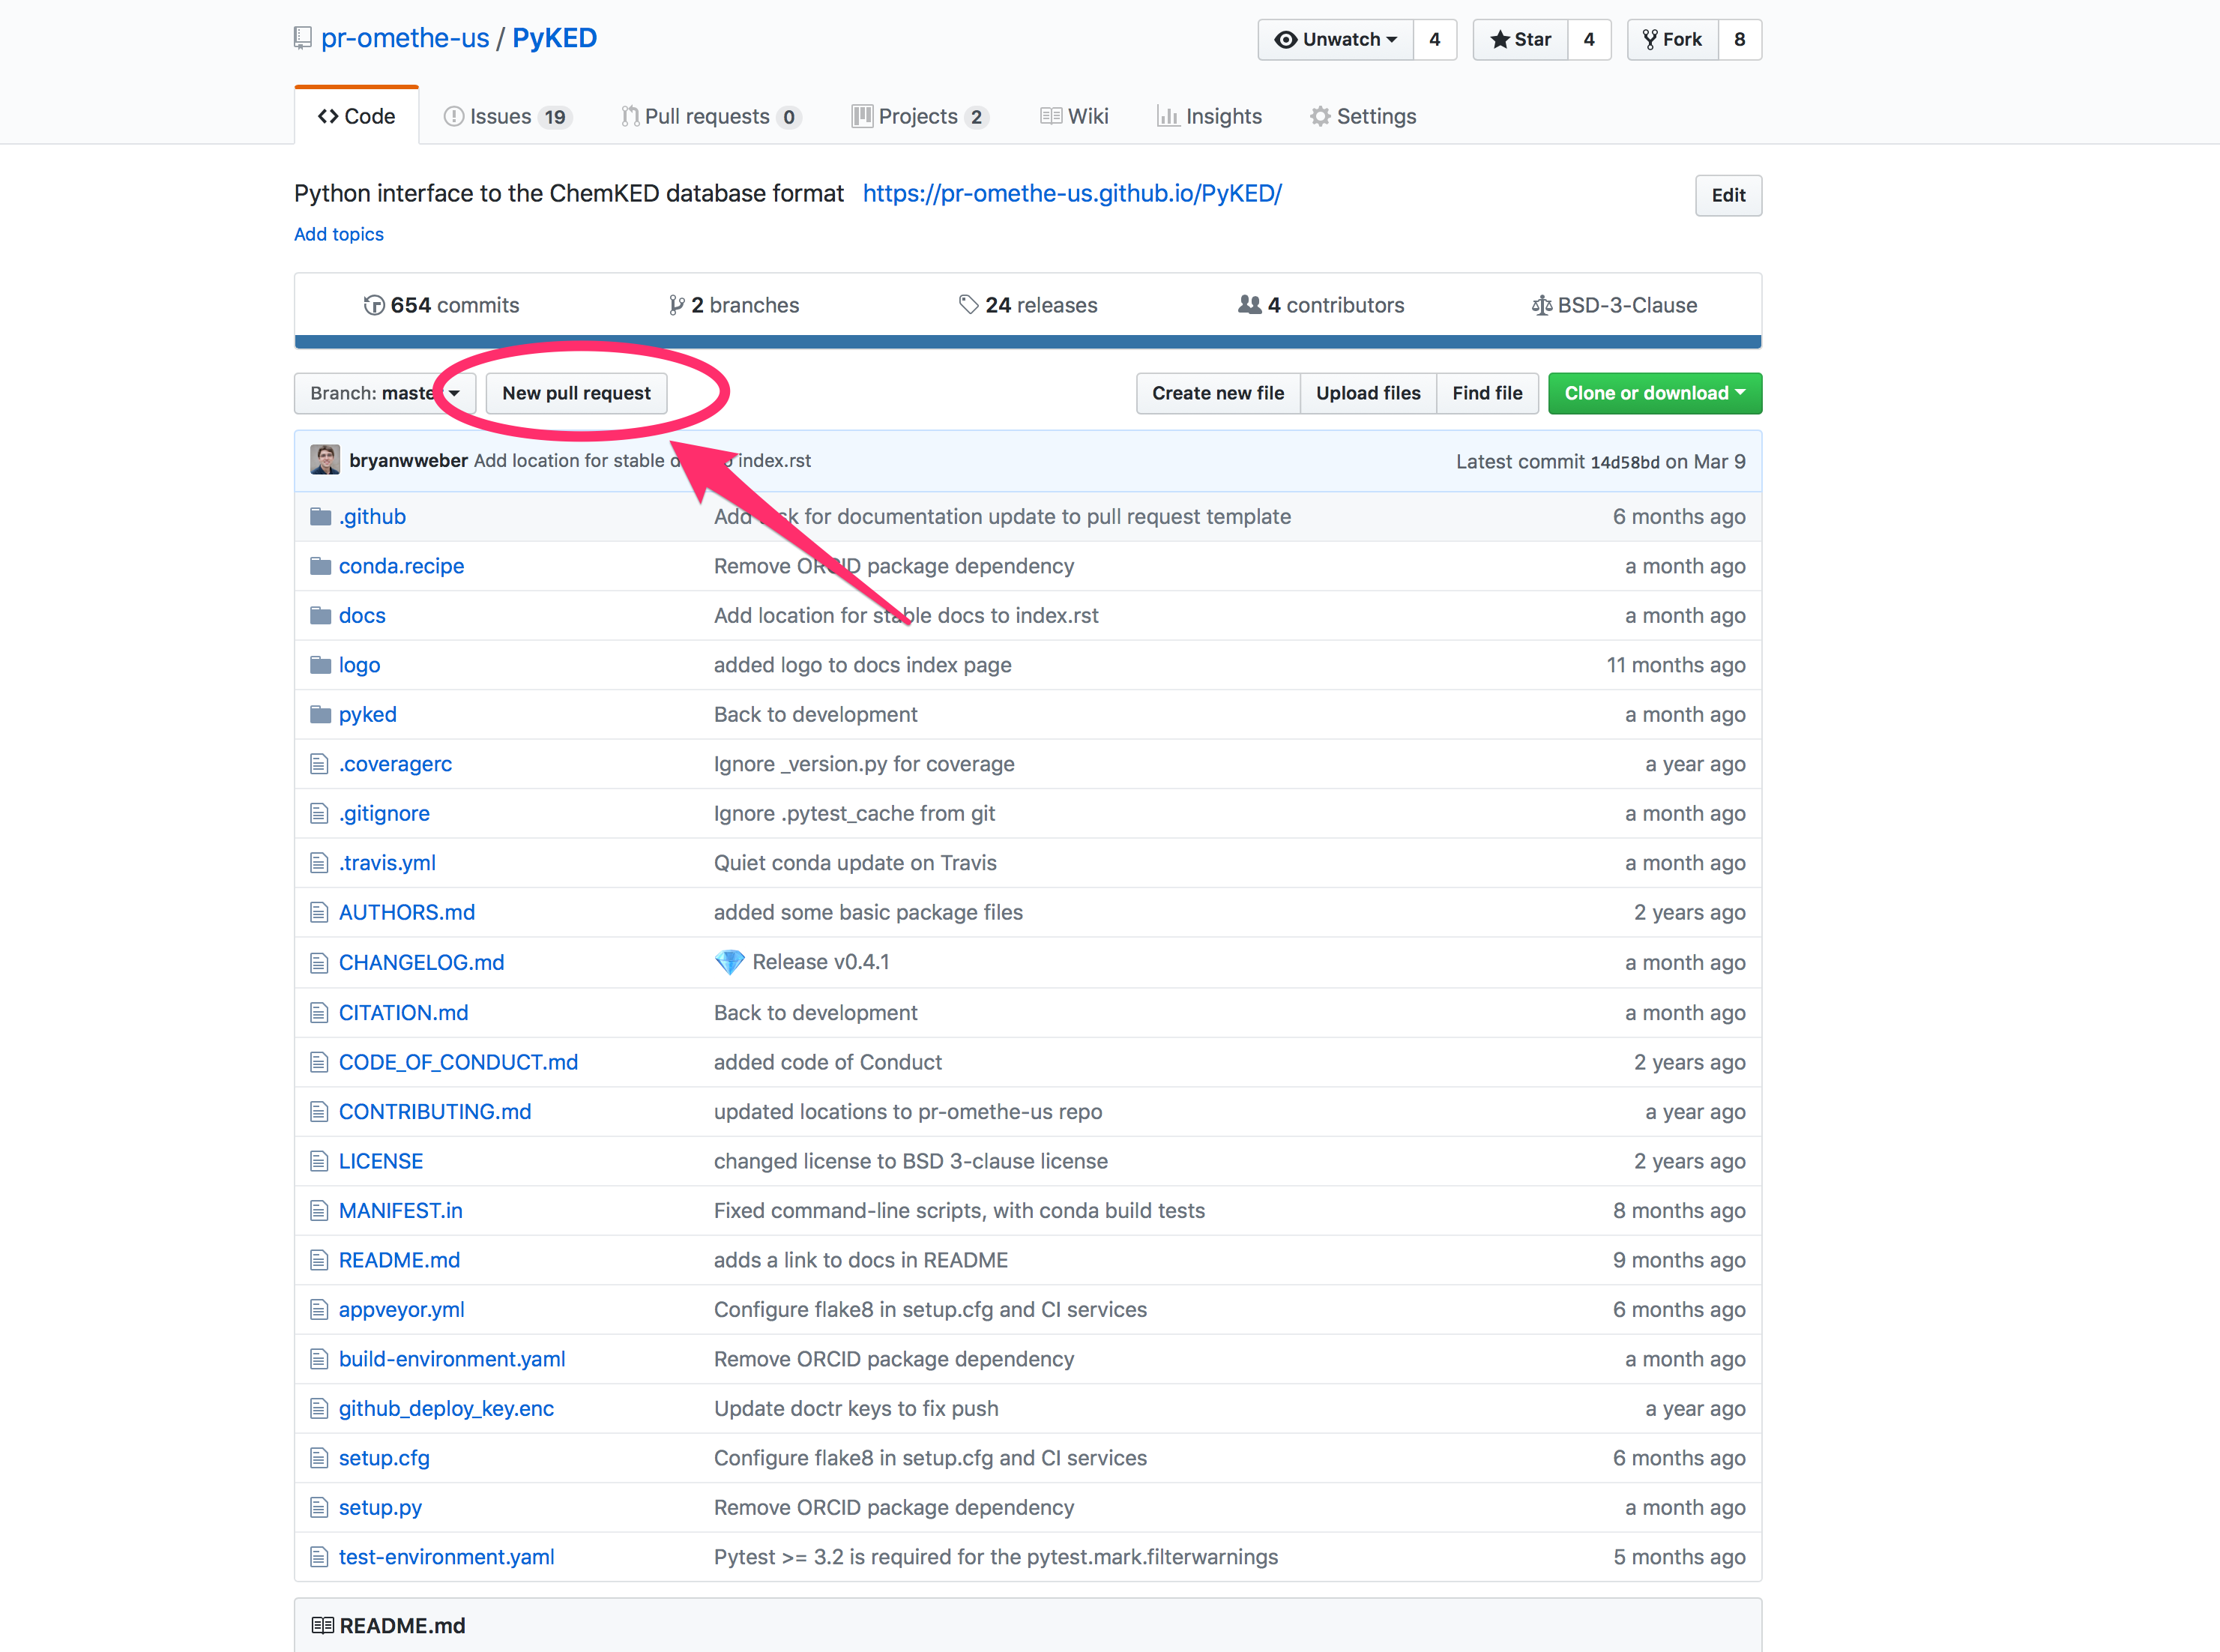 pr-omethe-us / PyKED
Unwatch 4 Star 4 Fork 8
Code Issues 19 Pull requests 0 Projects 2 Wiki Insights Settings
Python interface to the ChemKED database format https://pr-omethe-us.github.io/PyKED/ Edit
Add topics
654 commits 2 branches 24 releases 4 contributors BSD-3-Clause
Branch: maste New pull request Create new file Upload files Find file Clone or download
bryanwweber Add location for stable index.rst Latest commit 14d58bd on Mar 9
.github Add task for documentation update to pull request template 6 months ago
conda.recipe Remove ORCID package dependency a month ago
docs Add location for stable docs to index.rst a month ago
logo added logo to docs index page 11 months ago
pyked Back to development a month ago
.coveragerc Ignore _version.py for coverage a year ago
.gitignore Ignore .pytest_cache from git a month ago
.travis.yml Quiet conda update on Travis a month ago
AUTHORS.md added some basic package files 2 years ago
CHANGELOG.md 💎 Release v0.4.1 a month ago
CITATION.md Back to development a month ago
CODE_OF_CONDUCT.md added code of Conduct 2 years ago
CONTRIBUTING.md updated locations to pr-omethe-us repo a year ago
LICENSE changed license to BSD 3-clause license 2 years ago
MANIFEST.in Fixed command-line scripts, with conda build tests 8 months ago
README.md adds a link to docs in README 9 months ago
appveyor.yml Configure flake8 in setup.cfg and CI services 6 months ago
build-environment.yaml Remove ORCID package dependency a month ago
github_deploy_key.enc Update doctr keys to fix push a year ago
setup.cfg Configure flake8 in setup.cfg and CI services 6 months ago
setup.py Remove ORCID package dependency a month ago
test-environment.yaml Pytest >= 3.2 is required for the pytest.mark.filterwarnings 5 months ago
README.md